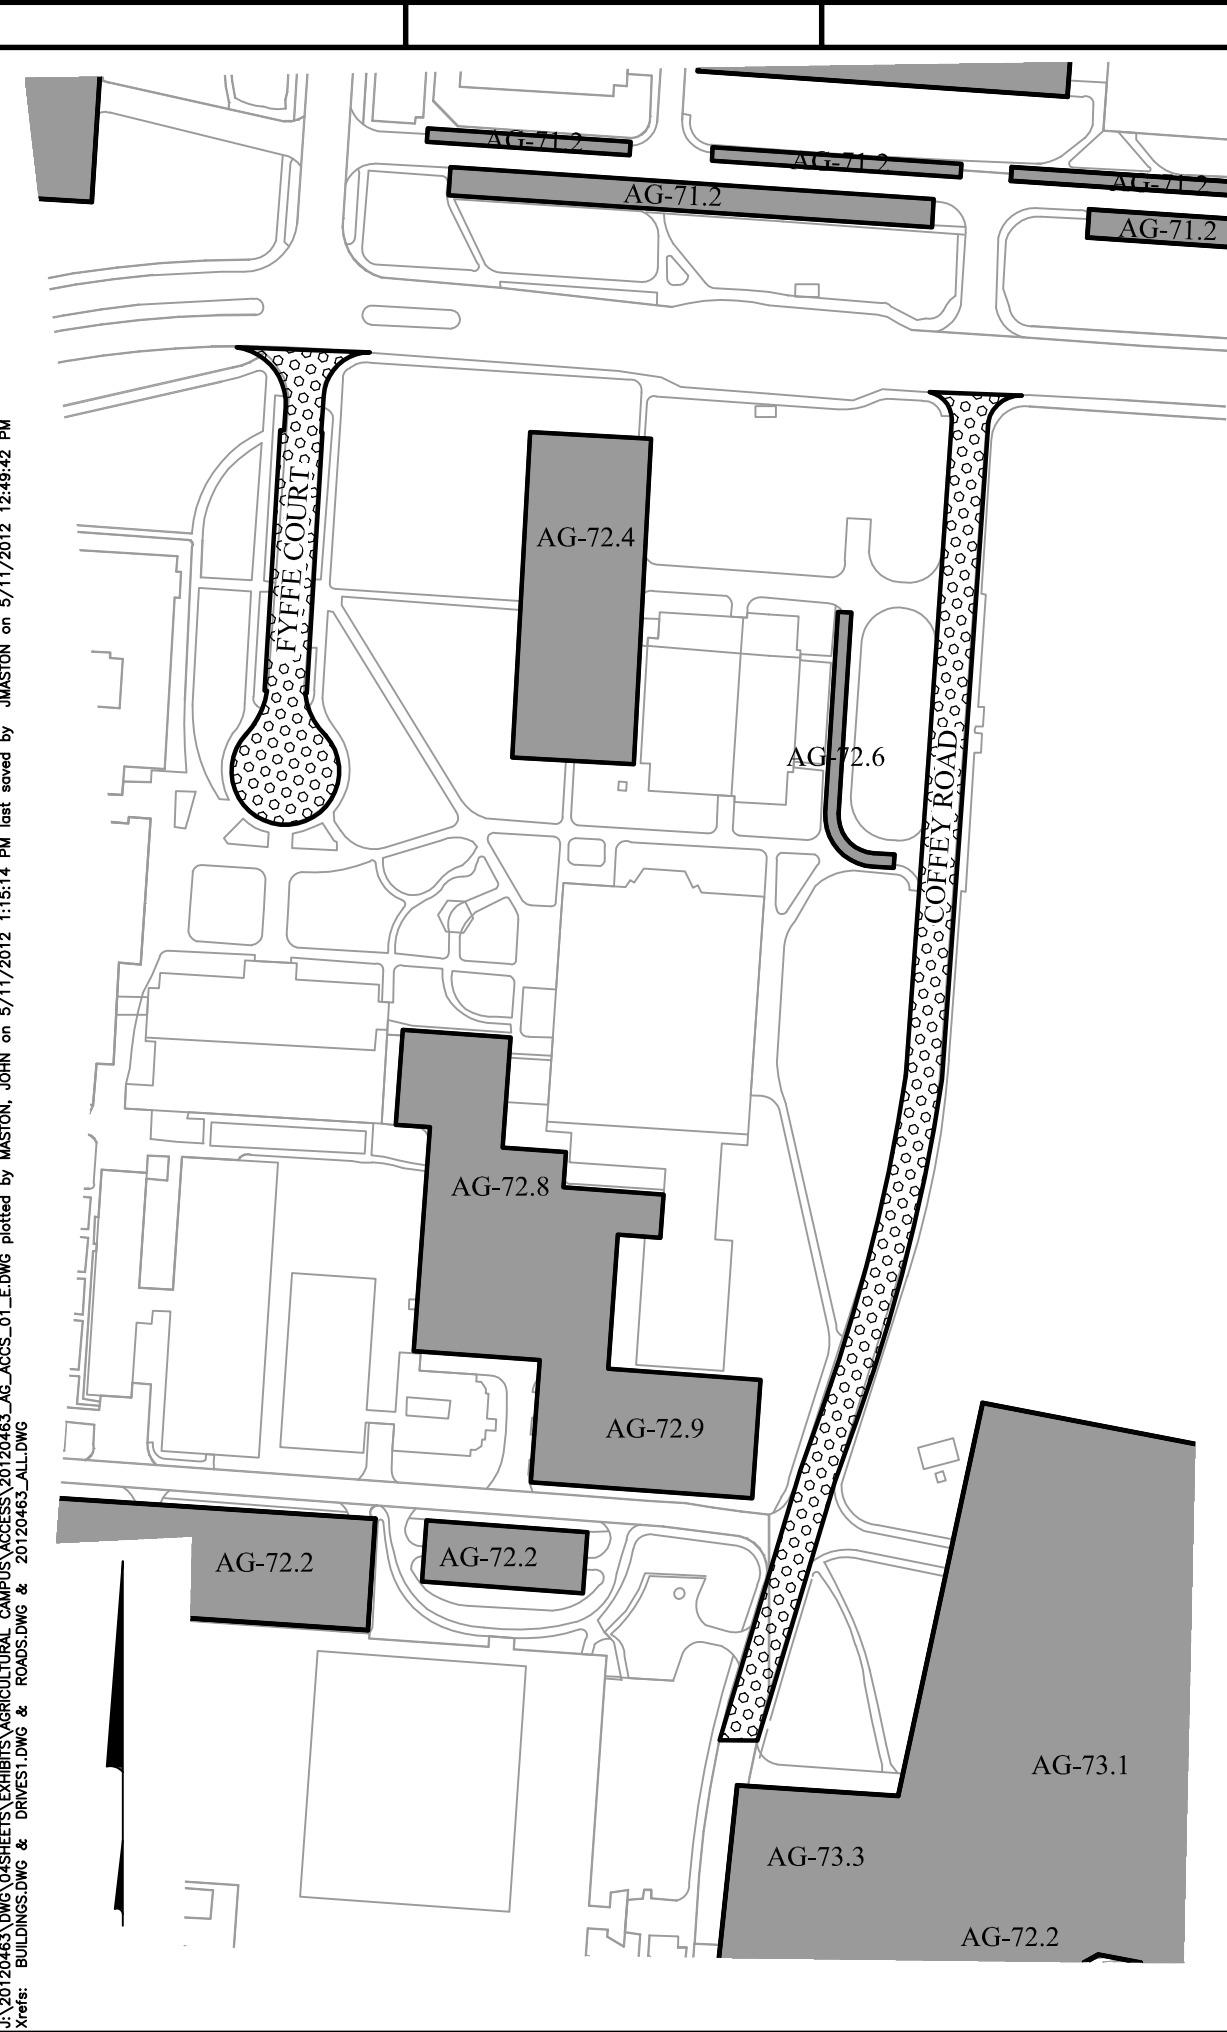 AG-71.2
AG-71.2
AG-71.2
AG-71.2
AG-71.2
FYFFE COURT
AG-72.4
AG-72.6
COFFEY ROAD
AG-72.8
AG-72.9
AG-72.2
AG-72.2
AG-73.1
AG-73.3
AG-72.2
J:\20120463\DWG\04SHEETS\EXHIBITS\AGRICULTURAL CAMPUS\ACCESS\20120463_AG_ACCS_01_E.DWG plotted by MASTON, JOHN on 5/11/2012 1:15:14 PM last saved by JMASTON on 5/11/2012 12:49:42 PM
Xrefs: BUILDINGS.DWG & DRIVES1.DWG & ROADS.DWG & 20120463_ALL.DWG